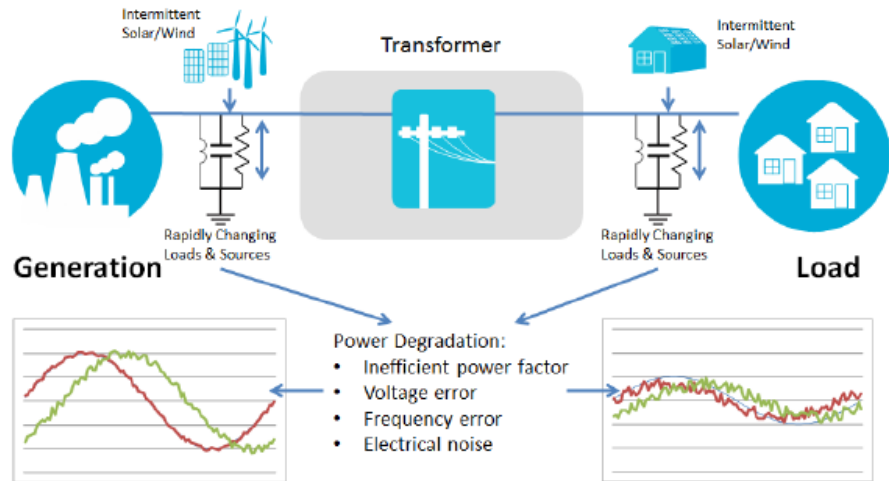 Intermittent
Solar/Wind
Transformer
Intermittent
Solar/Wind
Rapidly Changing
Loads & Sources
Rapidly Changing
Loads & Sources
Generation
Load
Power Degradation:
• Inefficient power factor
• Voltage error
• Frequency error
• Electrical noise